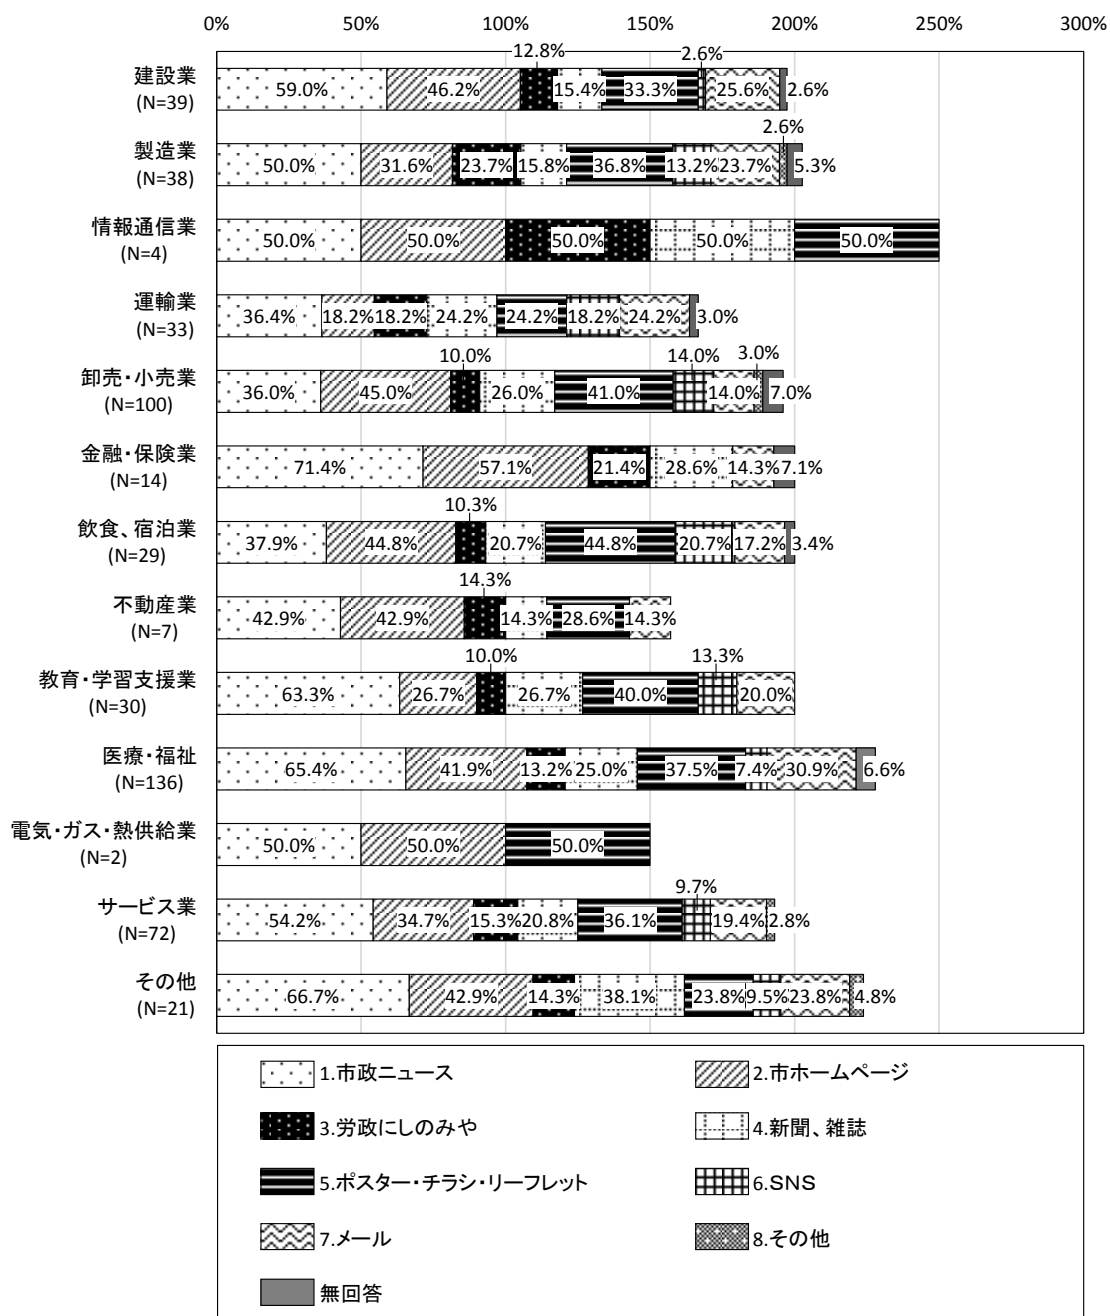 0% 50% 100% 150% 200% 250% 300%
12.8% 2.6%
建設業
(N=39)
59.0% 46.2% 15.4% 33.3% 25.6% 2.6%
2.6%
製造業
(N=38)
50.0% 31.6% 23.7% 15.8% 36.8% 13.2% 23.7% 5.3%
情報通信業
(N=4)
50.0% 50.0% 50.0% 50.0% 50.0%
運輸業
(N=33)
36.4% 18.2% 18.2% 24.2% 24.2% 18.2% 24.2% 3.0%
10.0% 14.0% 3.0%
卸売・小売業
(N=100)
36.0% 45.0% 26.0% 41.0% 14.0% 7.0%
金融・保険業
(N=14)
71.4% 57.1% 21.4% 28.6% 14.3% 7.1%
10.3%
飲食、宿泊業
(N=29)
37.9% 44.8% 20.7% 44.8% 20.7% 17.2% 3.4%
14.3%
不動産業
(N=7)
42.9% 42.9% 14.3% 28.6% 14.3%
10.0% 13.3%
教育・学習支援業
(N=30)
63.3% 26.7% 26.7% 40.0% 20.0%
医療・福祉
(N=136)
65.4% 41.9% 13.2% 25.0% 37.5% 7.4% 30.9% 6.6%
電気・ガス・熱供給業
(N=2)
50.0% 50.0% 50.0%
9.7%
サービス業
(N=72)
54.2% 34.7% 15.3% 20.8% 36.1% 19.4% 2.8%
その他
(N=21)
66.7% 42.9% 14.3% 38.1% 23.8% 9.5% 23.8% 4.8%
1.市政ニュース 2.市ホームページ
3.労政にしのみや 4.新聞、雑誌
5.ポスター・チラシ・リーフレット 6.SNS
7.メール 8.その他
無回答